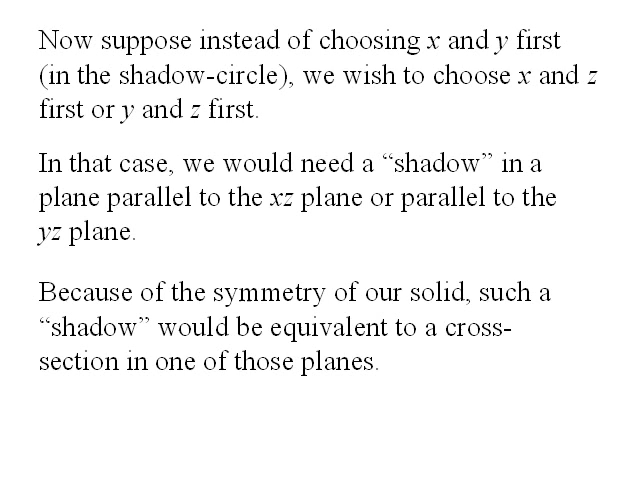 Now suppose instead of choosing x and y first
(in the shadow-circle), we wish to choose x and z
first or y and z first.
In that case, we would need a “shadow” in a
plane parallel to the xz plane or parallel to the
yz plane.
Because of the symmetry of our solid, such a
“shadow” would be equivalent to a cross-
section in one of those planes.